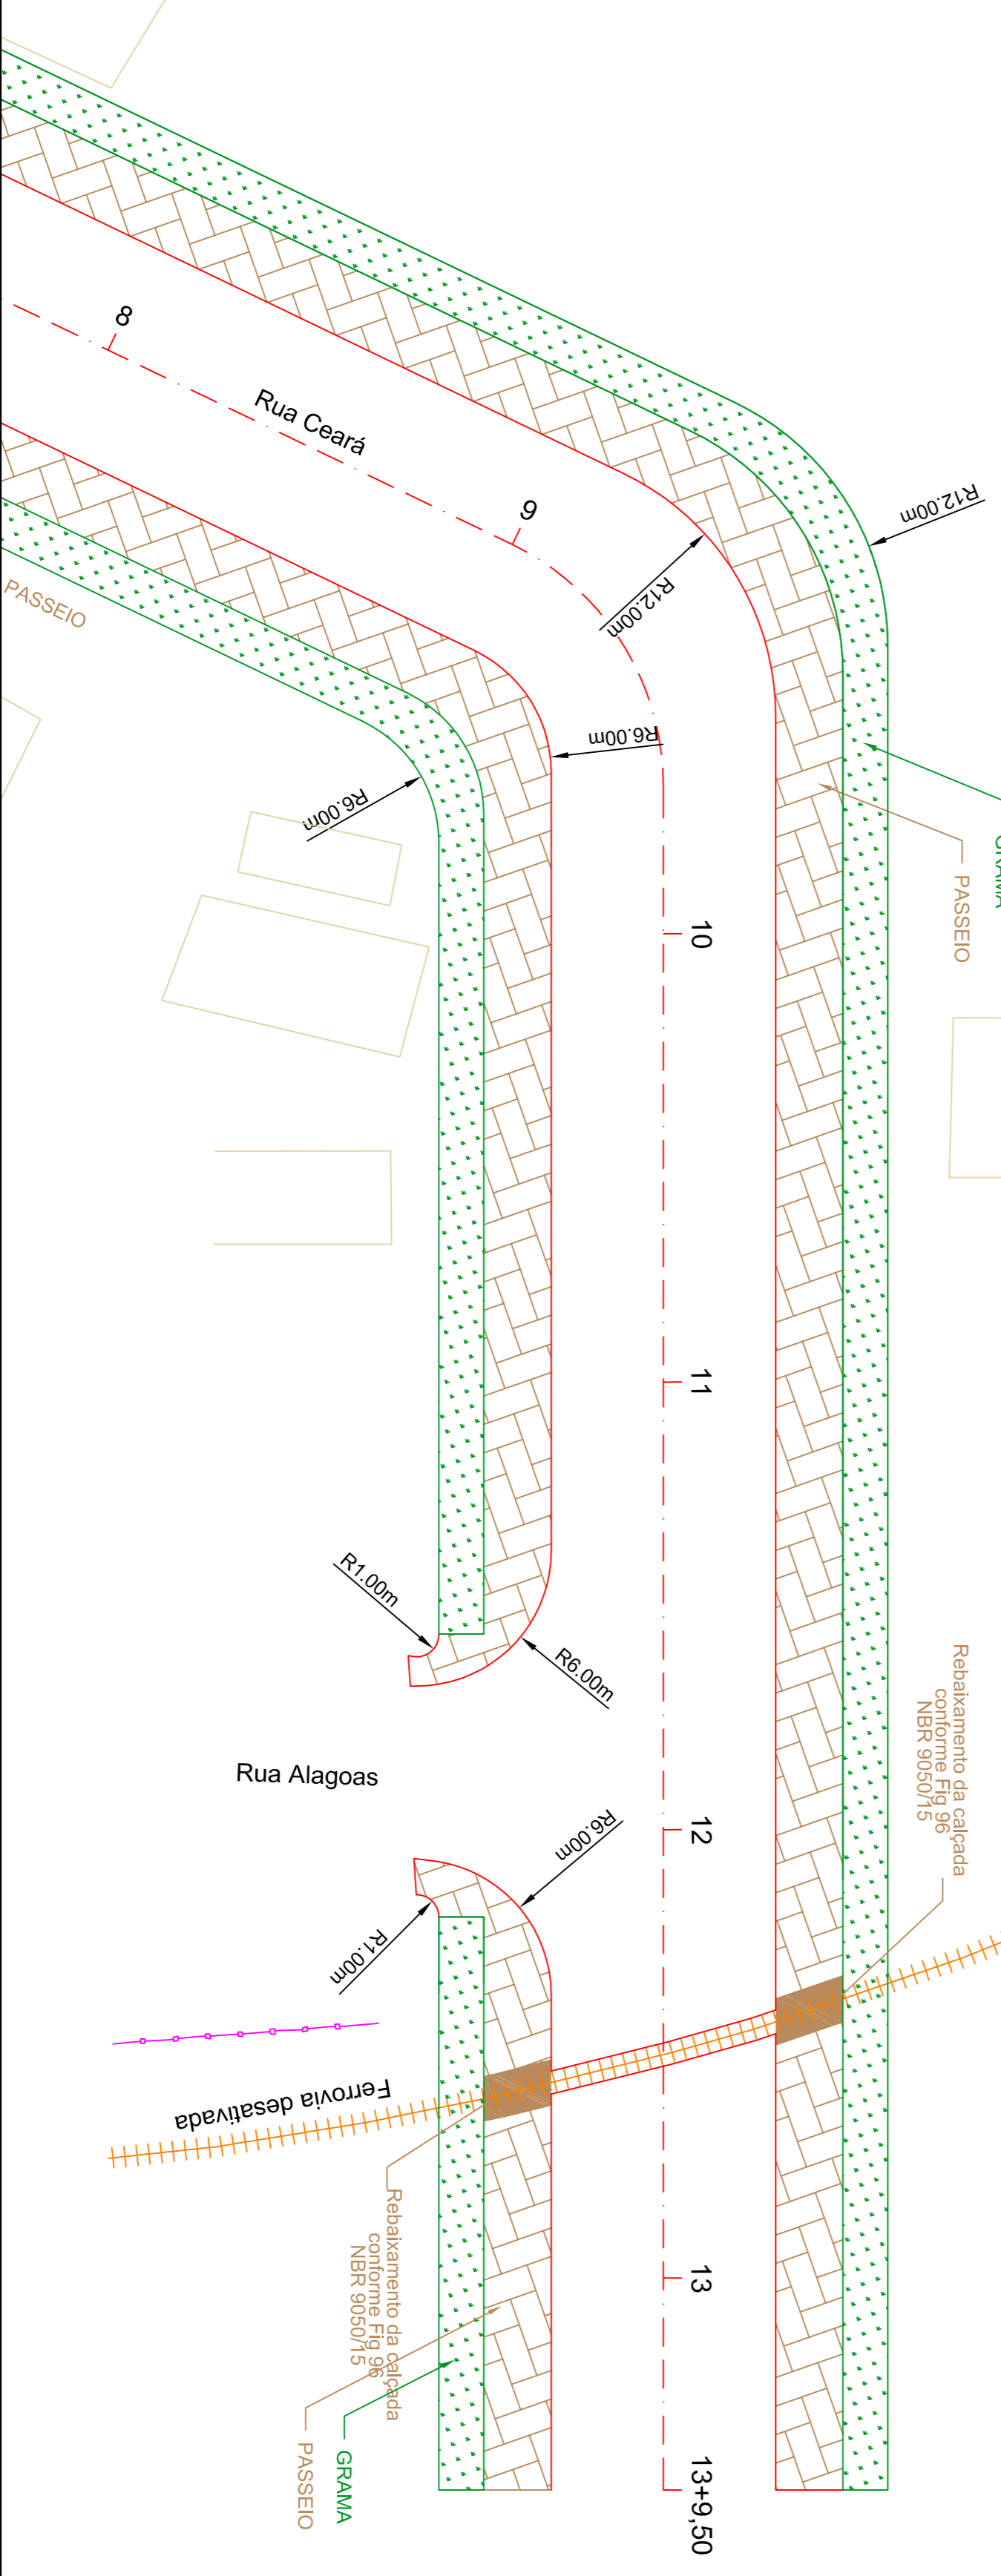 8
Rua Ceará
9
R12.00m
R12.00m
PASSEIO
R6.00m
R6.00m
GRAMA
PASSEIO
10
11
R1.00m
R6.00m
Rebaixamento da calçada
conforme Fig 96
NBR 9050/15
Rua Alagoas
12
R6.00m
R1.00m
Ferrovia desativada
Rebaixamento da calçada
conforme Fig 96
NBR 9050/15
13
GRAMA
PASSEIO
13+9,50